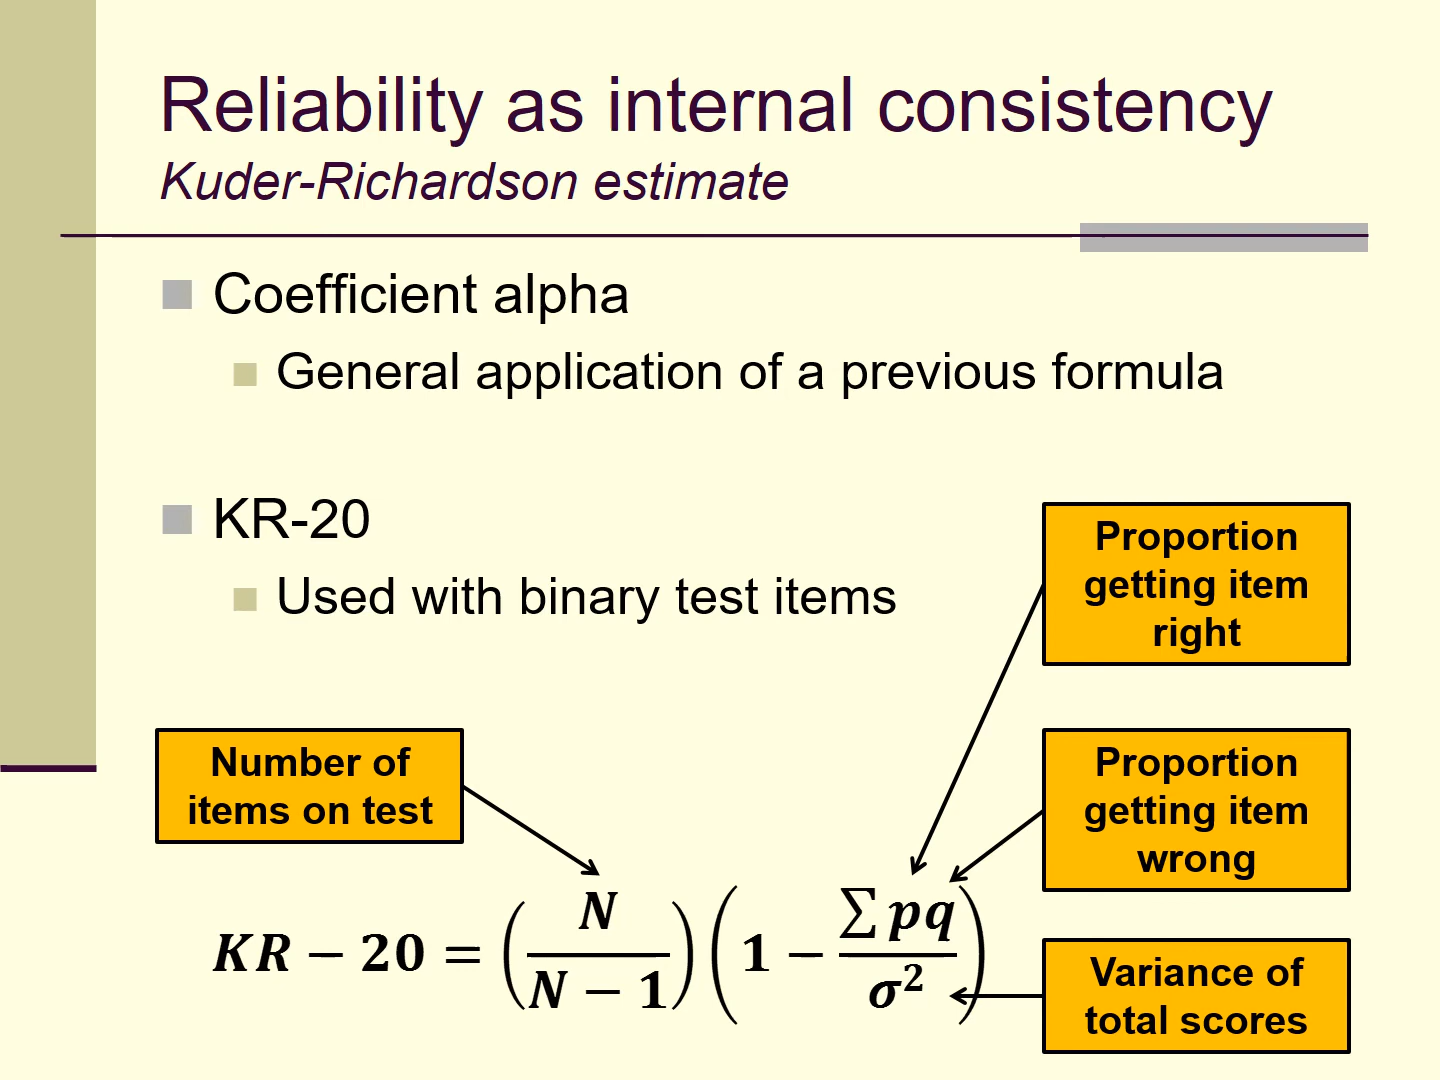 Reliability as internal consistency
Kuder-Richardson estimate
Coefficient alpha
General application of a previous formula
KR-20
Used with binary test items
Proportion
getting item
right
Number of
items on test
Proportion
getting item
wrong
KR − 20 = (N / N − 1) (1 − ∑ pq / σ²)
Variance of
total scores